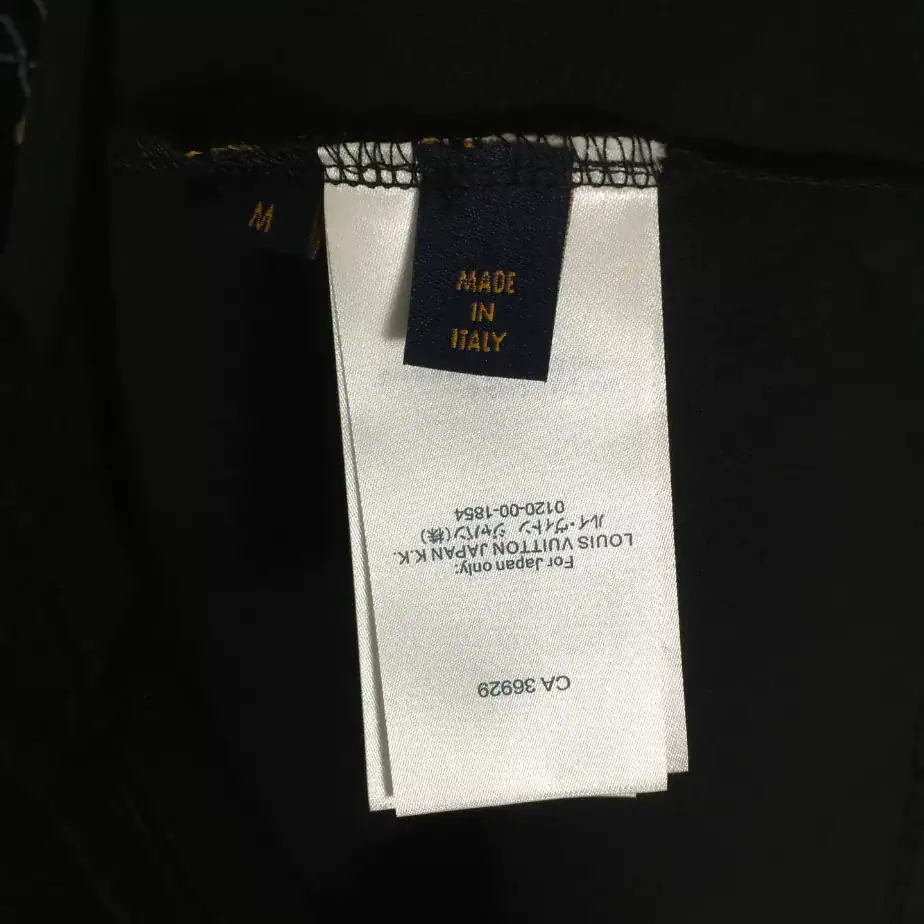 M
MADE
IN
ITALY
CA 36929
For Japan only:
LOUIS VUITTON JAPAN K.K.
ルイ・ヴィトン ジャパン(株)
0120-00-1854